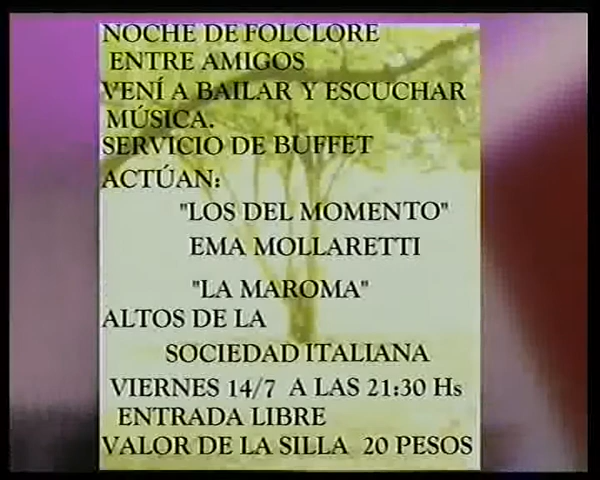 NOCHE DE FOLCLORE
ENTRE AMIGOS
VENÍ A BAILAR Y ESCUCHAR
MÚSICA.
SERVICIO DE BUFFET
ACTÚAN:
"LOS DEL MOMENTO"
EMA MOLLARETTI
"LA MAROMA"
ALTOS DE LA
SOCIEDAD ITALIANA
VIERNES 14/7 A LAS 21:30 Hs
ENTRADA LIBRE
VALOR DE LA SILLA 20 PESOS